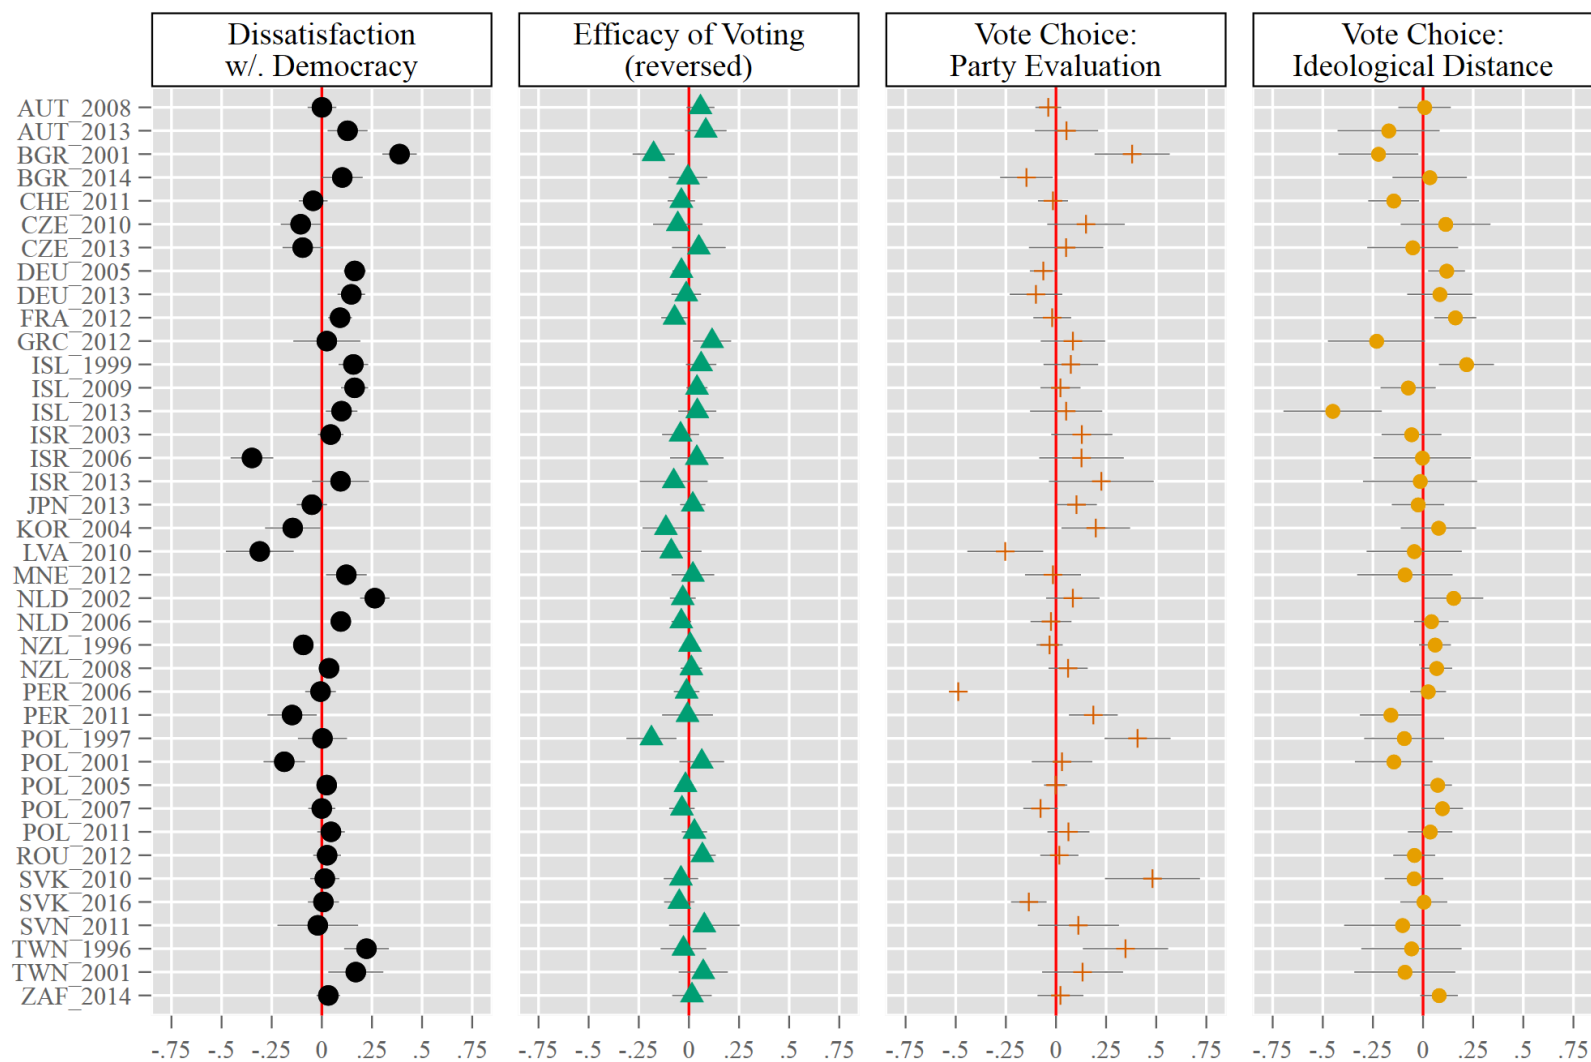 Dissatisfaction
w/. Democracy
Efficacy of Voting
(reversed)
Vote Choice:
Party Evaluation
Vote Choice:
Ideological Distance
AUT_2008
AUT_2013
BGR_2001
BGR_2014
CHE_2011
CZE_2010
CZE_2013
DEU_2005
DEU_2013
FRA_2012
GRC_2012
ISL_1999
ISL_2009
ISL_2013
ISR_2003
ISR_2006
ISR_2013
JPN_2013
KOR_2004
LVA_2010
MNE_2012
NLD_2002
NLD_2006
NZL_1996
NZL_2008
PER_2006
PER_2011
POL_1997
POL_2001
POL_2005
POL_2007
POL_2011
ROU_2012
SVK_2010
SVK_2016
SVN_2011
TWN_1996
TWN_2001
ZAF_2014
-.75 -.5 -.25 0 .25 .5 .75
-.75 -.5 -.25 0 .25 .5 .75
-.75 -.5 -.25 0 .25 .5 .75
-.75 -.5 -.25 0 .25 .5 .75